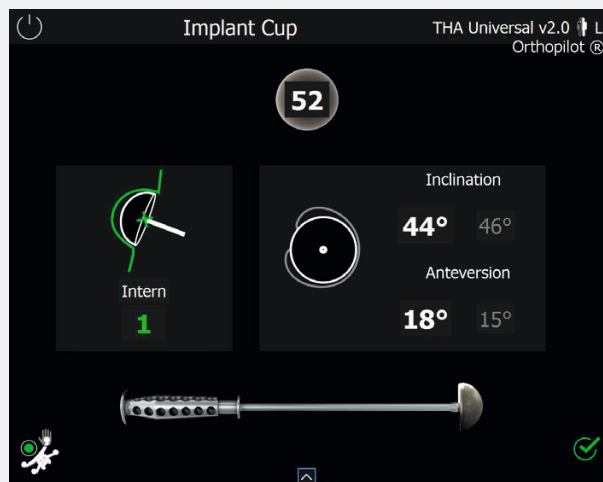 Implant Cup
THA Universal v2.0 L
Orthopilot ®
52
Inclination
44° 46°
Intern
1
Anteversion
18° 15°